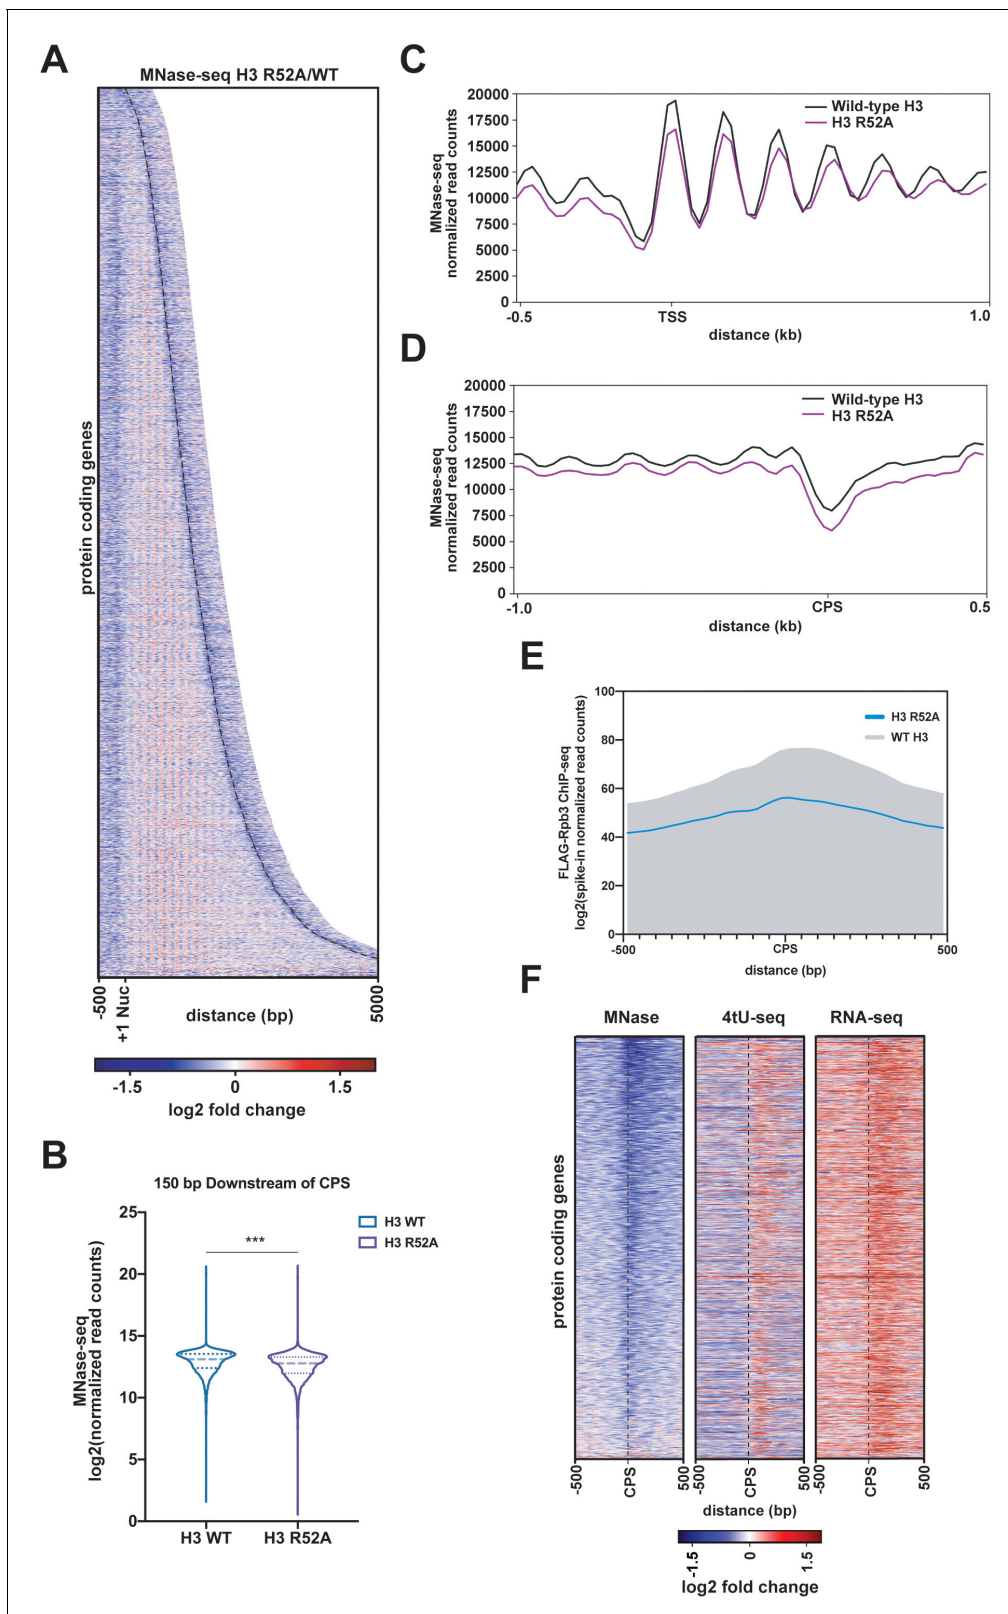 A
MNase-seq H3 R52A/WT
protein coding genes
-500
+1 Nuc
5000
distance (bp)
-1.5
0
1.5
log2 fold change
B
150 bp Downstream of CPS
MNase-seq
log2(normalized read counts)
25
20
15
10
5
0
***
H3 WT
H3 R52A
H3 WT
H3 R52A
C
MNase-seq
normalized read counts
20000
17500
15000
12500
10000
7500
5000
2500
0
Wild-type H3
H3 R52A
-0.5
TSS
1.0
distance (kb)
D
MNase-seq
normalized read counts
20000
17500
15000
12500
10000
7500
5000
2500
0
Wild-type H3
H3 R52A
-1.0
CPS
0.5
distance (kb)
E
FLAG-Rpb3 ChIP-seq
log2(spike-in normalized read counts)
100
80
60
40
20
0
H3 R52A
WT H3
-500
CPS
500
distance (bp)
F
MNase
4tU-seq
RNA-seq
protein coding genes
-500
CPS
500
-500
CPS
500
-500
CPS
500
distance (bp)
-1.5
0
1.5
log2 fold change